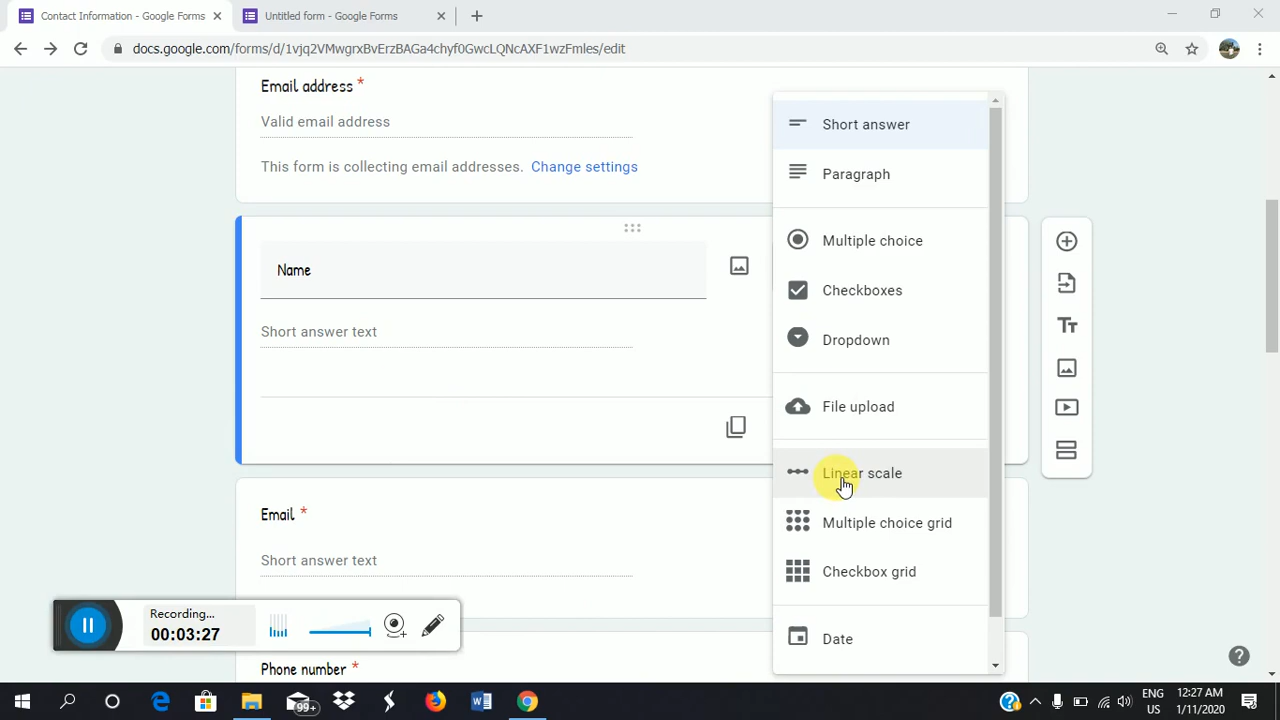 Contact Information - Google Forms
Untitled form - Google Forms
docs.google.com/forms/d/1vjq2VMwgrxBvErzBAGa4chyf0GwcLQNcAXF1wzFmles/edit
Email address *
Valid email address
This form is collecting email addresses. Change settings
Name
Short answer text
Email *
Short answer text
Phone number *
Short answer
Paragraph
Multiple choice
Checkboxes
Dropdown
File upload
Linear scale
Multiple choice grid
Checkbox grid
Date
Recording...
00:03:27
99+
ENG
US
12:27 AM
1/11/2020